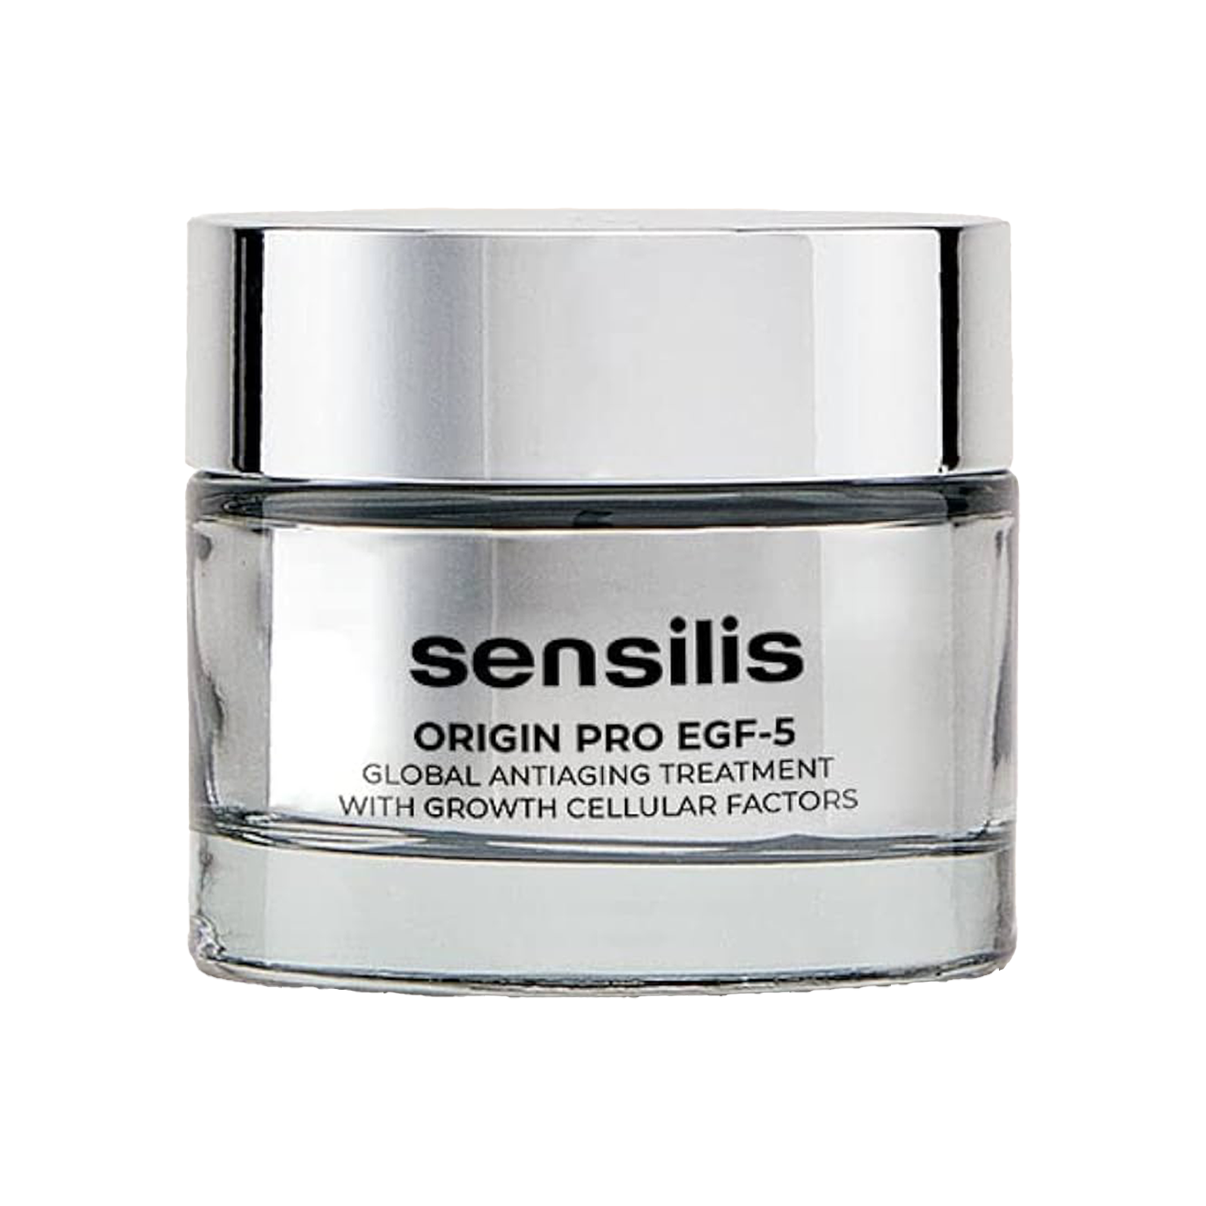 sensilis
ORIGIN PRO EGF-5
GLOBAL ANTIAGING TREATMENT
WITH GROWTH CELLULAR FACTORS